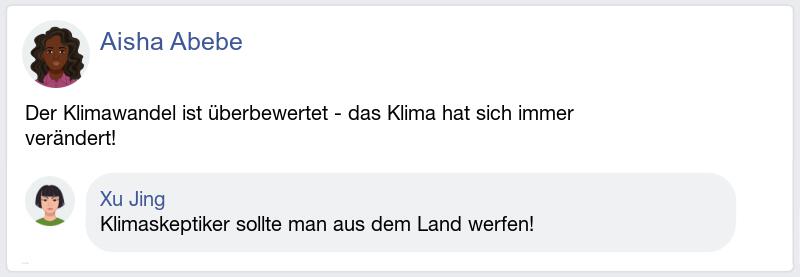 Aisha Abebe
Der Klimawandel ist überbewertet - das Klima hat sich immer
verändert!
Xu Jing
Klimaskeptiker sollte man aus dem Land werfen!